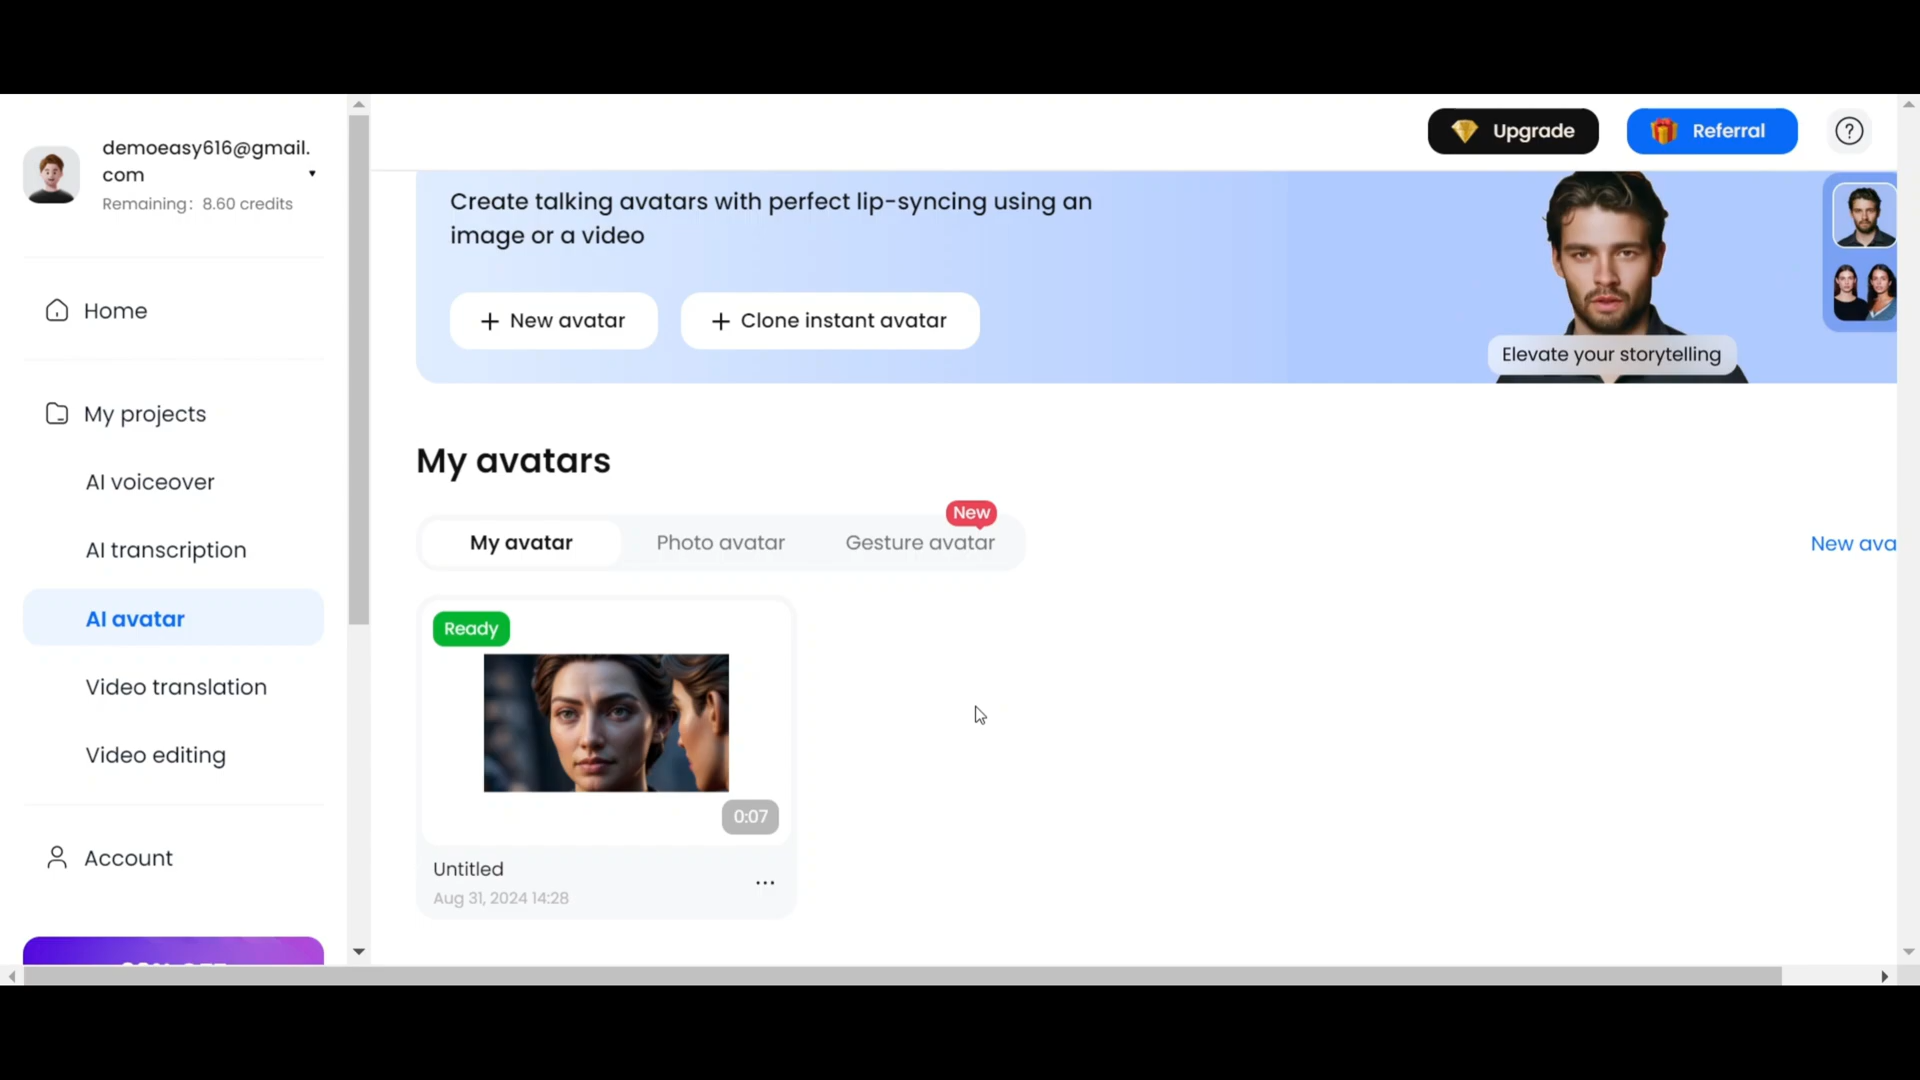 demoeasy616@gmail.
com
Remaining: 8.60 credits
Home
My projects
AI voiceover
AI transcription
AI avatar
Video translation
Video editing
Account
Upgrade
Referral
?
Create talking avatars with perfect lip-syncing using an
image or a video
+ New avatar
+ Clone instant avatar
Elevate your storytelling
My avatars
New
My avatar
Photo avatar
Gesture avatar
New ava
Ready
0:07
Untitled
...
Aug 31, 2024 14:28